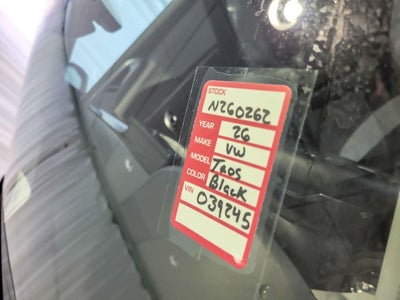 STOCK
N260262
YEAR 26
MAKE VW
MODEL Taos
COLOR Black
VIN 039245